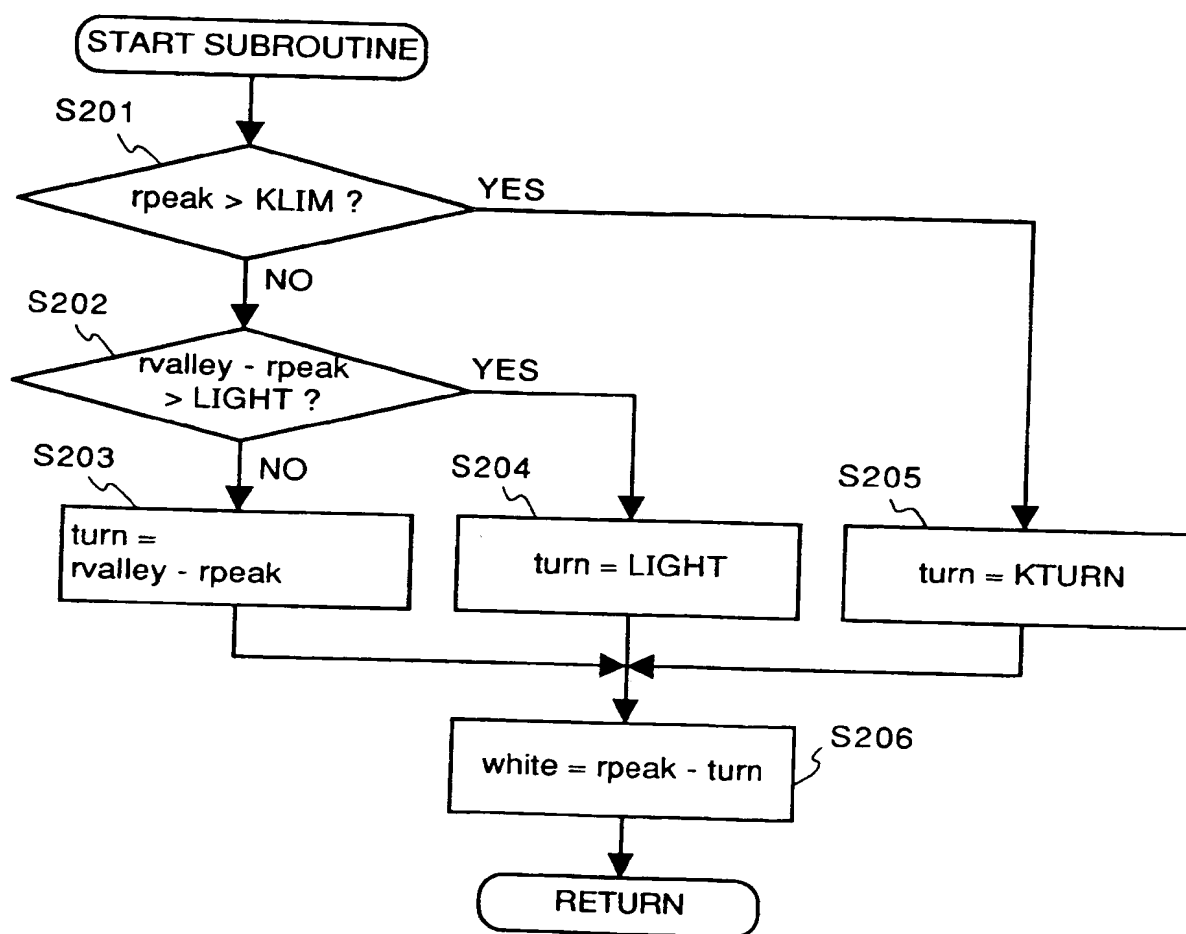 START SUBROUTINE
S201
rpeak > KLIM ?
YES
NO
S202
rvalley - rpeak
> LIGHT ?
YES
NO
S203
turn =
rvalley - rpeak
S204
turn = LIGHT
S205
turn = KTURN
S206
white = rpeak - turn
RETURN